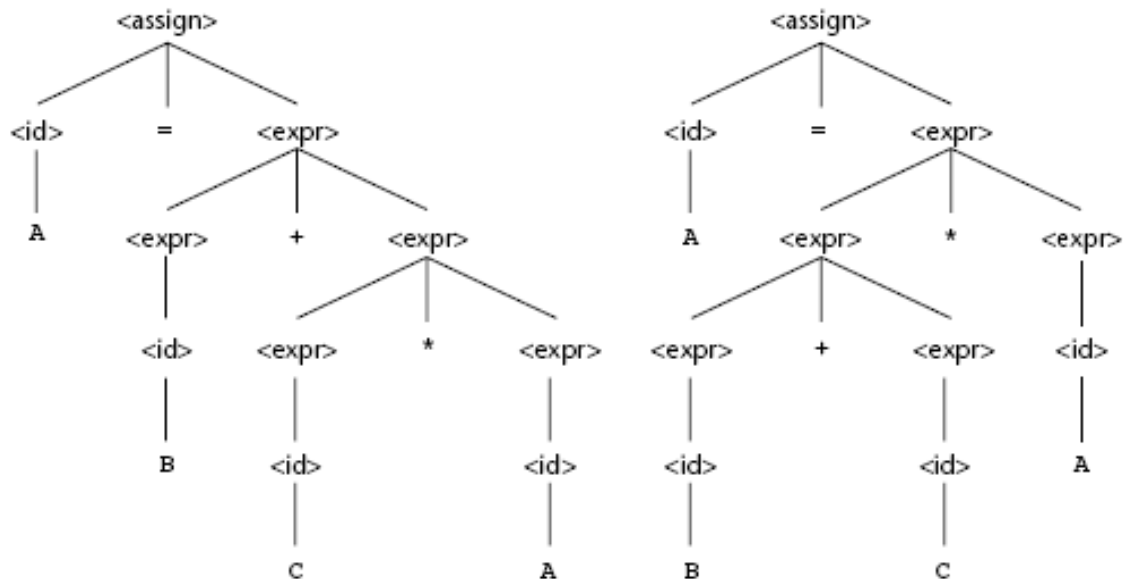 <assign> <assign>
<id> = <expr> <id> = <expr>
A <expr> + <expr> A <expr> * <expr>
<id> <expr> * <expr> <expr> + <expr> <id>
B <id> <id> <id> <id> A
C A B C